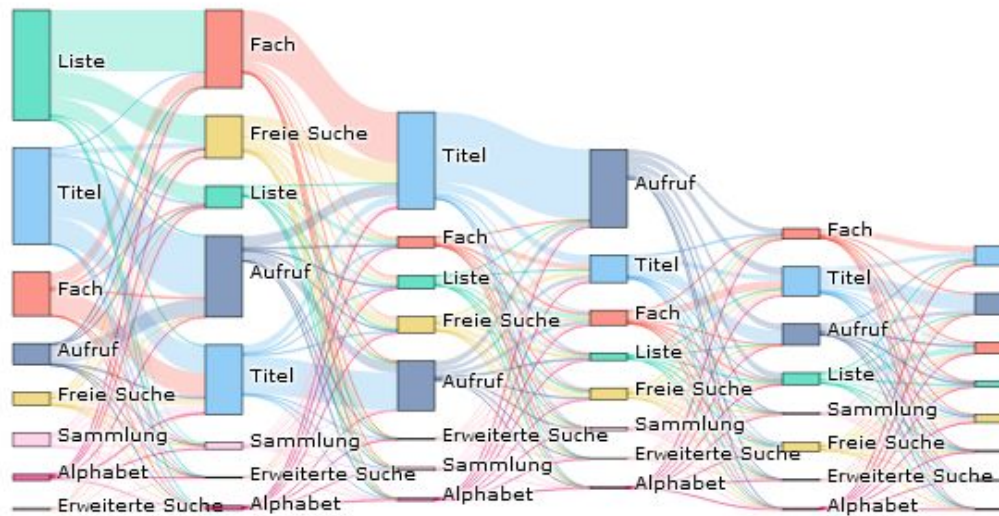 Liste
Titel
Fach
Aufruf
Freie Suche
Sammlung
Alphabet
Erweiterte Suche
Fach
Freie Suche
Liste
Aufruf
Titel
Sammlung
Erweiterte Suche
Alphabet
Titel
Fach
Liste
Freie Suche
Aufruf
Erweiterte Suche
Sammlung
Alphabet
Aufruf
Titel
Fach
Liste
Freie Suche
Sammlung
Erweiterte Suche
Alphabet
Fach
Titel
Aufruf
Liste
Sammlung
Freie Suche
Erweiterte Suche
Alphabet